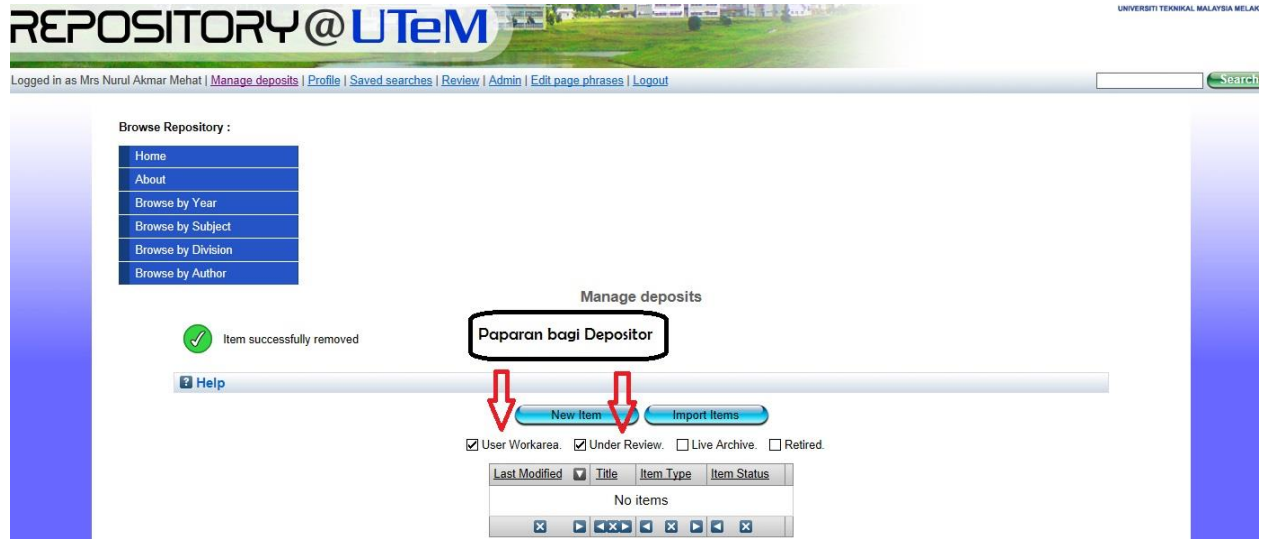 REPOSITORY@UTeM
UNIVERSITI TEKNIKAL MALAYSIA MELAK
Logged in as Mrs Nurul Akmar Mehat | Manage deposits | Profile | Saved searches | Review | Admin | Edit page phrases | Logout
Search
Browse Repository :
Home
About
Browse by Year
Browse by Subject
Browse by Division
Browse by Author
Manage deposits
Item successfully removed
Paparan bagi Depositor
? Help
New Item Import Items
User Workarea. Under Review. Live Archive. Retired.
Last Modified Title Item Type Item Status
No items